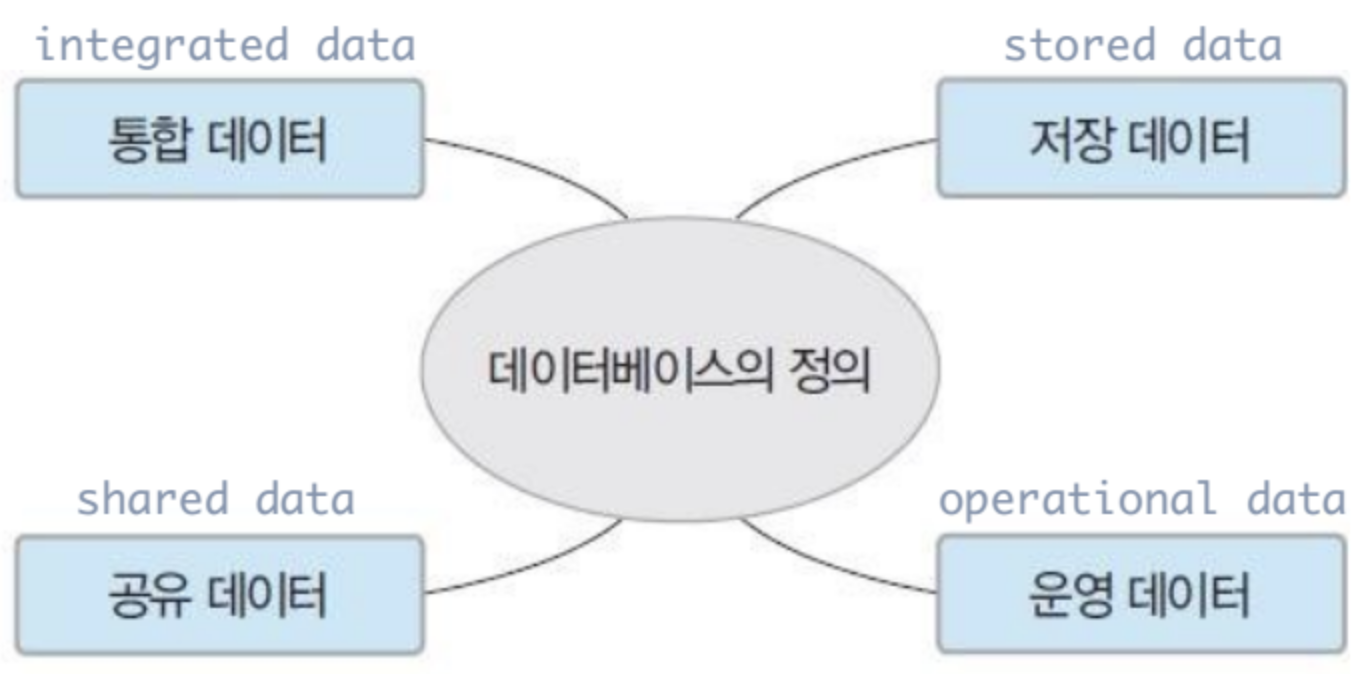 integrated data
통합 데이터
stored data
저장 데이터
데이터베이스의 정의
shared data
공유 데이터
operational data
운영 데이터